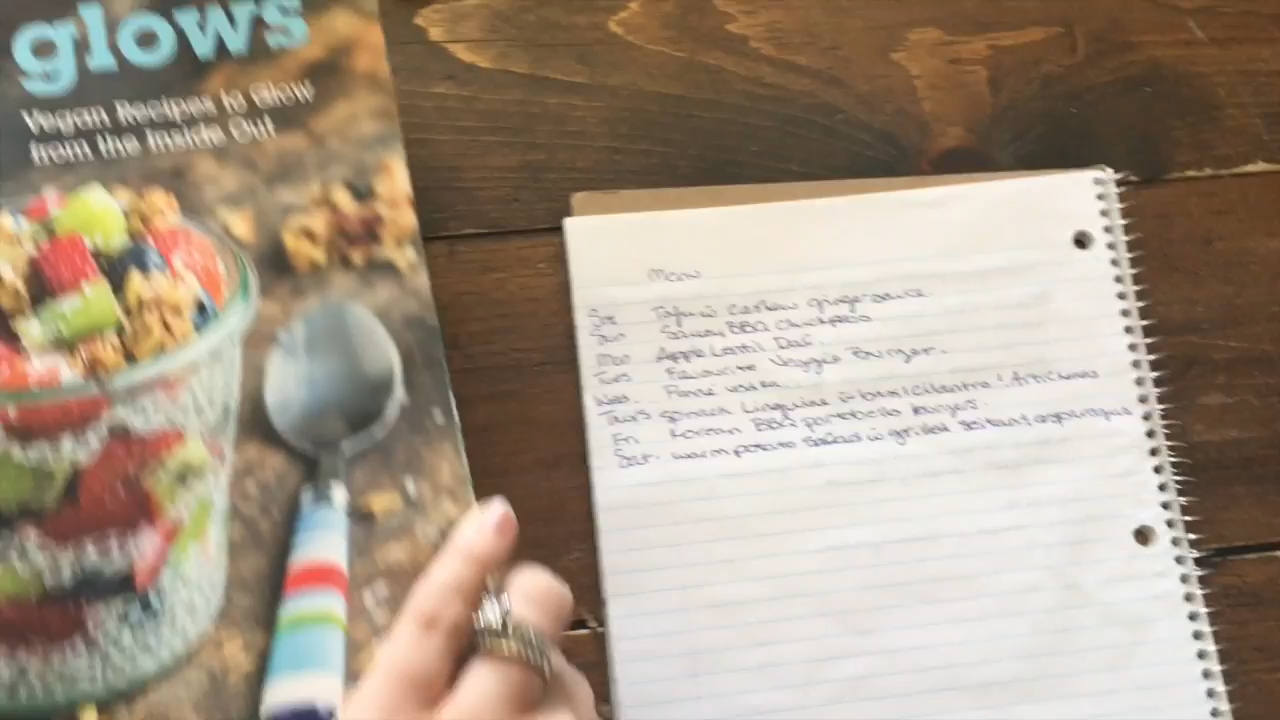 glows
Vegan Recipes to Glow
from the Inside Out
Menu
Sat Tofu w cashew ginger sauce
Sun BBQ Chickpeas
Mon Apple Lentil Dal
Tues Favourite Veggie Burger.
Wed. Penne vodka
Thurs Spinach Linguine w basil cilantro! Artichoke
Fri Korean BBQ portobello burgers.
Sat. warm potato salad w grilled seitan & asparagus